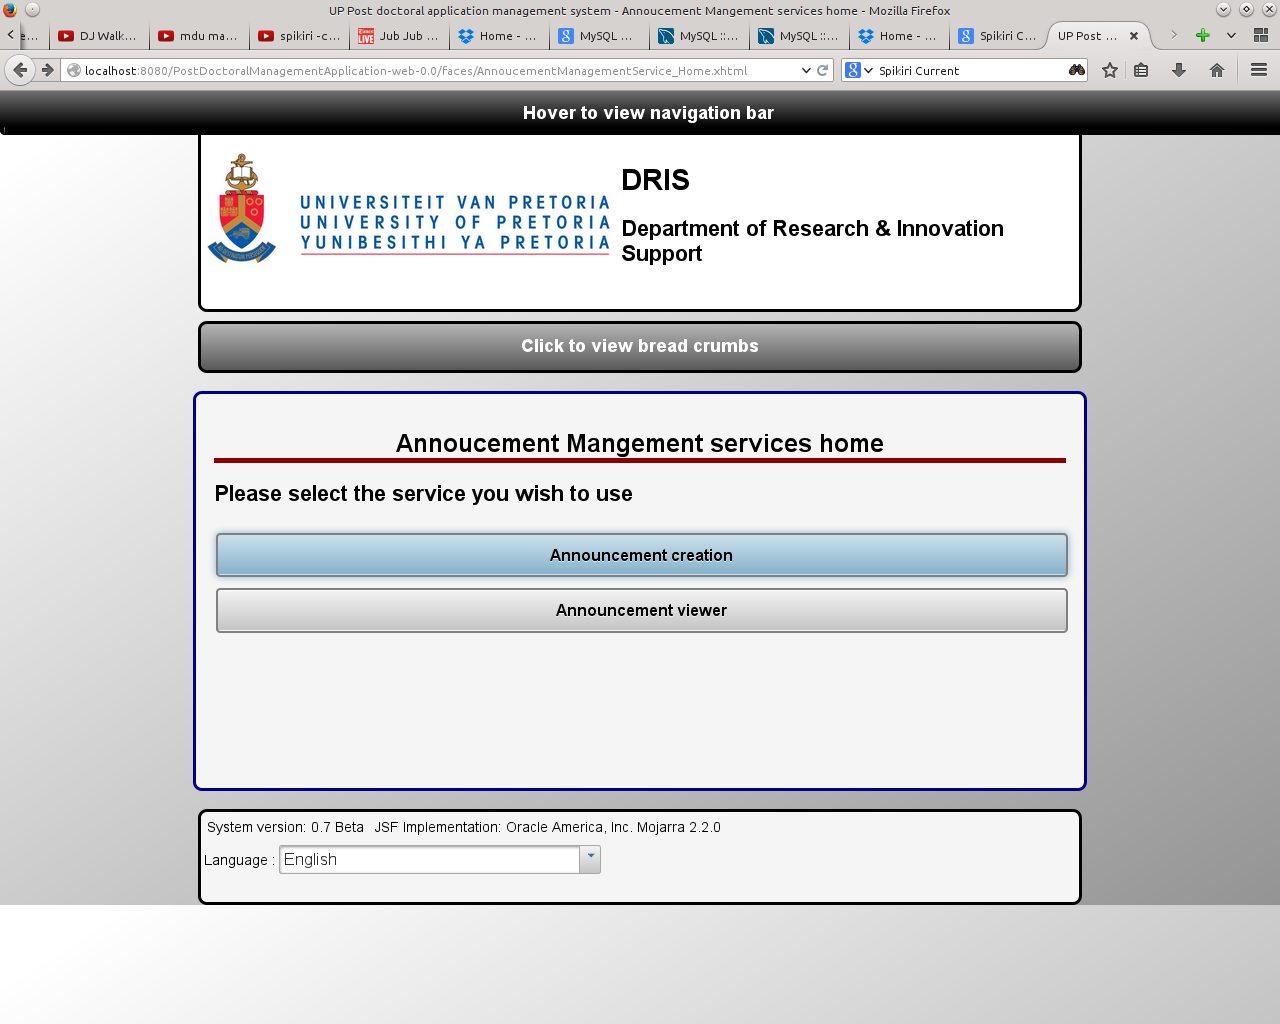 UP Post doctoral application management system - Annoucement Mangement services home - Mozilla Firefox
e... DJ Walk... mdu ma... spikiri -c... Jub Jub ... Home - ... MySQL ... MySQL ::... MySQL ::... Home - ... Spikiri C... UP Post ...
localhost:8080/PostDoctoralManagementApplication-web-0.0/faces/AnnoucementManagementService_Home.xhtml Spikiri Current
Hover to view navigation bar
DRIS
UNIVERSITEIT VAN PRETORIA
UNIVERSITY OF PRETORIA
YUNIBESITHI YA PRETORIA
Department of Research & Innovation
Support
Click to view bread crumbs
Annoucement Mangement services home
Please select the service you wish to use
Announcement creation
Announcement viewer
System version: 0.7 Beta JSF Implementation: Oracle America, Inc. Mojarra 2.2.0
Language : English